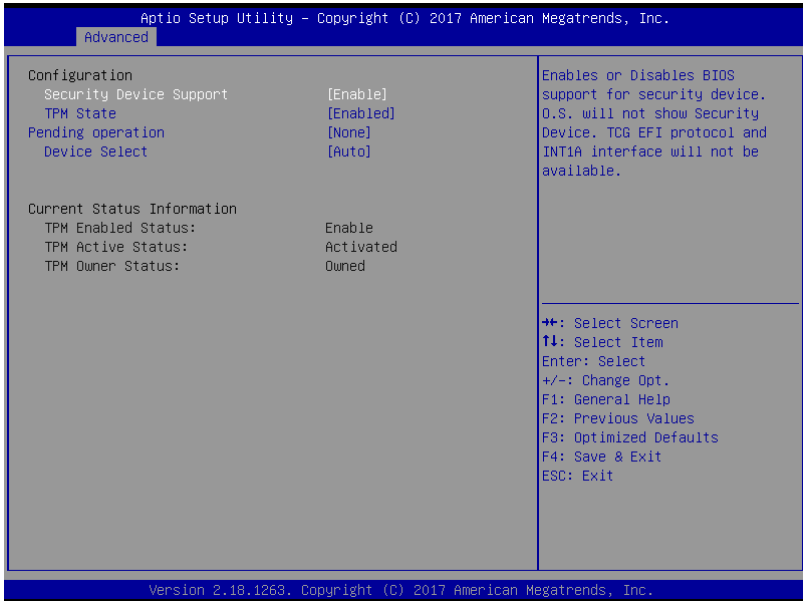 Aptio Setup Utility – Copyright (C) 2017 American Megatrends, Inc.
Advanced
Configuration
Security Device Support [Enable]
TPM State [Enabled]
Pending operation [None]
Device Select [Auto]
Current Status Information
TPM Enabled Status: Enable
TPM Active Status: Activated
TPM Owner Status: Owned
Enables or Disables BIOS
support for security device.
O.S. will not show Security
Device. TCG EFI protocol and
INT1A interface will not be
available.
→←: Select Screen
↑↓: Select Item
Enter: Select
+/-: Change Opt.
F1: General Help
F2: Previous Values
F3: Optimized Defaults
F4: Save & Exit
ESC: Exit
Version 2.18.1263. Copyright (C) 2017 American Megatrends, Inc.